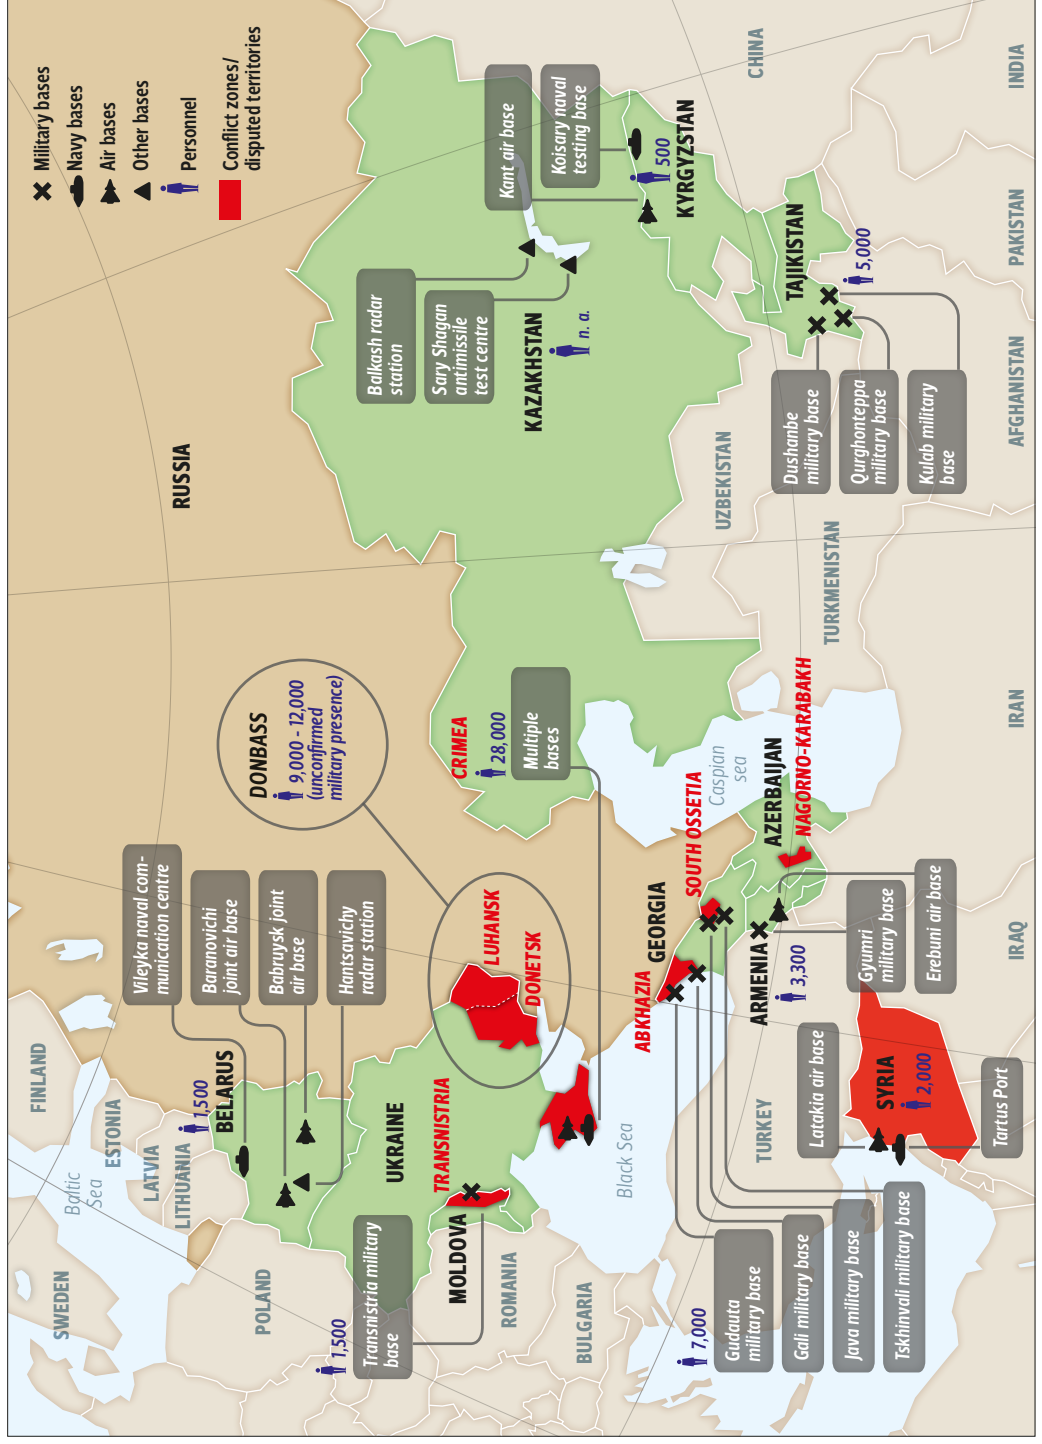 Military bases
Navy bases
Air bases
Other bases
Personnel
Conflict zones/
disputed territories
SWEDEN
FINLAND
Baltic
Sea
ESTONIA
LATVIA
LITHUANIA
POLAND
RUSSIA
Vileyka naval com-
munication centre
Baranovichi
joint air base
Babruysk joint
air base
Hantsavichy
radar station
1,500
BELARUS
DONBASS
9,000 - 12,000
(unconfirmed
military presence)
LUHANSK
DONETSK
UKRAINE
TRANSNISTRIA
MOLDOVA
1,500
Transnistria military
base
ROMANIA
BULGARIA
Black Sea
CRIMEA
28,000
Multiple
bases
Balkash radar
station
Sary Shagan
antimissile
test centre
KAZAKHSTAN
n. a.
Kant air base
Koisary naval
testing base
500
KYRGYZSTAN
CHINA
TAJIKISTAN
5,000
Dushanbe
military base
Qurghonteppa
military base
Kulab military
base
UZBEKISTAN
TURKMENISTAN
AFGHANISTAN
PAKISTAN
INDIA
IRAN
IRAQ
Caspian
sea
ABKHAZIA
GEORGIA
SOUTH OSSETIA
7,000
Gudauta
military base
Gali military base
Java military base
Tskhinvali military base
AZERBAIJAN
NAGORNO-KARABAKH
ARMENIA
3,300
Gyumri
military base
Erebuni air base
TURKEY
Latakia air base
SYRIA
2,000
Tartus Port